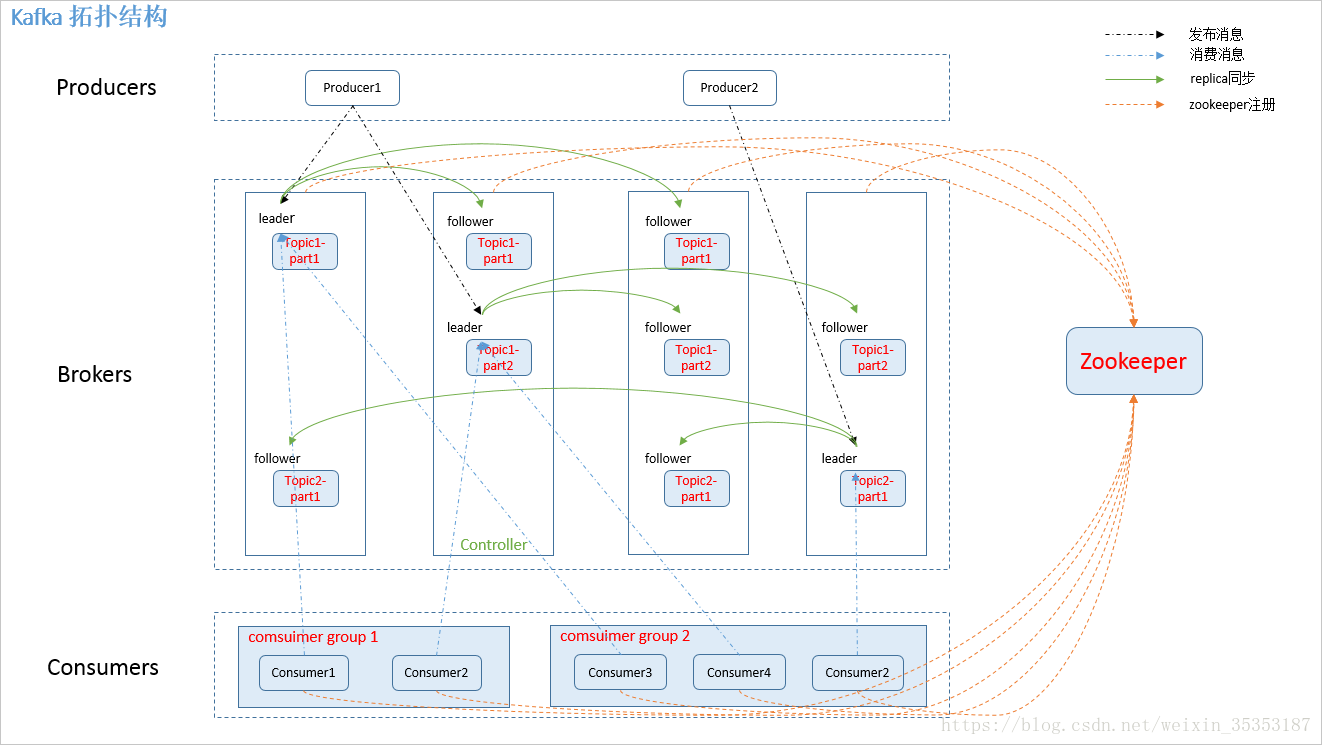 Kafka 拓扑结构
发布消息
消费消息
replica同步
zookeeper注册
Producers
Producer1
Producer2
Brokers
leader
Topic1-
part1
follower
Topic1-
part1
follower
Topic1-
part1
leader
Topic1-
part2
follower
Topic1-
part2
follower
Topic1-
part2
Zookeeper
follower
Topic2-
part1
follower
Topic2-
part1
leader
Topic2-
part1
Controller
Consumers
comsuimer group 1
Consumer1
Consumer2
comsuimer group 2
Consumer3
Consumer4
Consumer2
https://blog.csdn.net/weixin_35353187